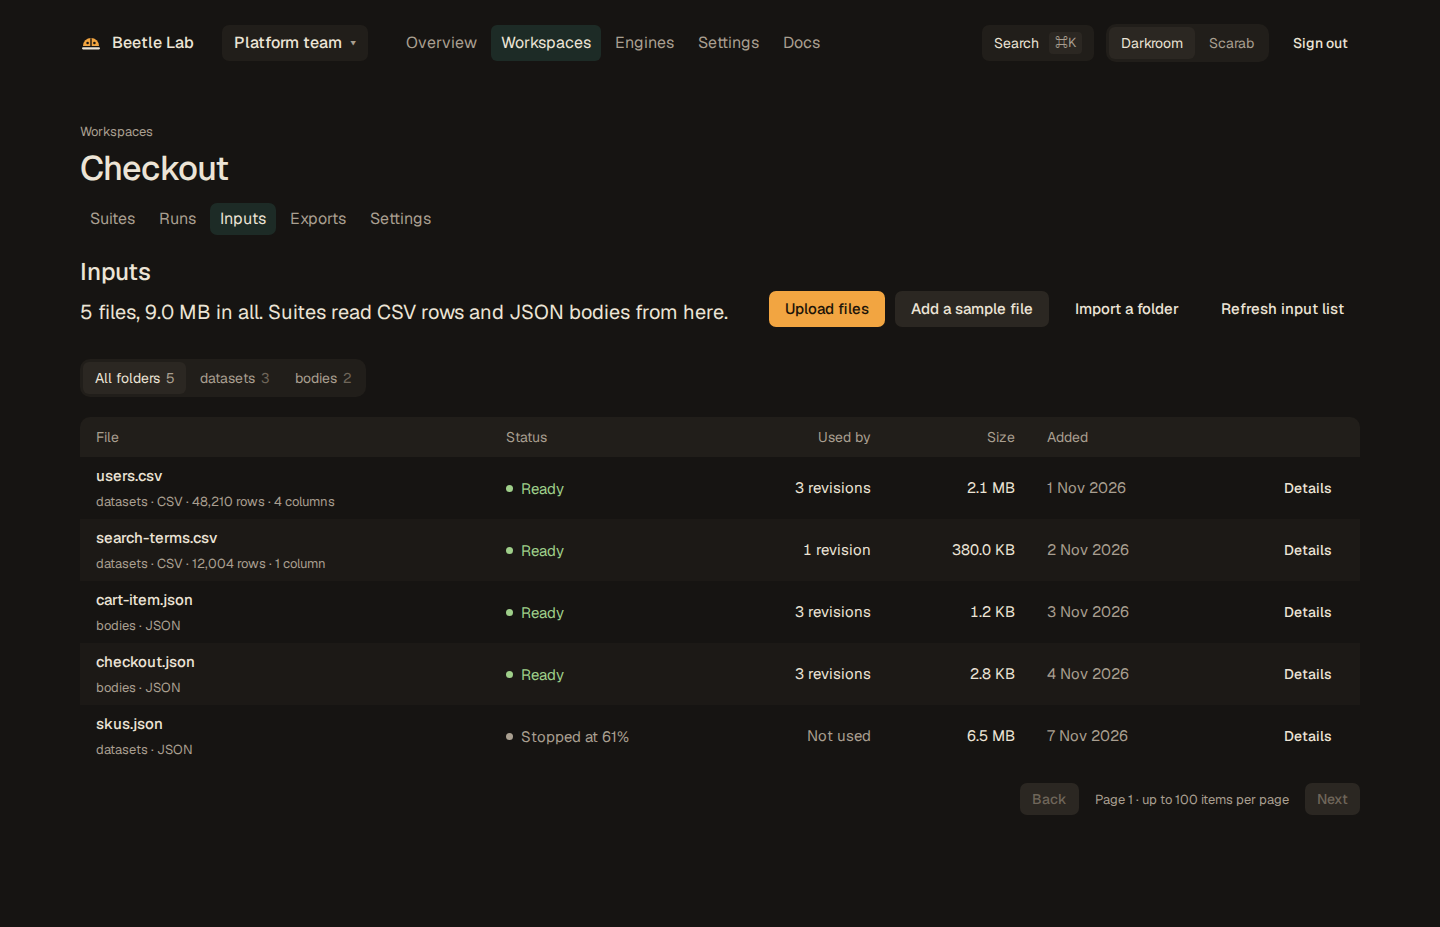 Beetle Lab Platform team ▾ Overview Workspaces Engines Settings Docs Search ⌘K Darkroom Scarab Sign out
Workspaces
Checkout
Suites Runs Inputs Exports Settings
Inputs
5 files, 9.0 MB in all. Suites read CSV rows and JSON bodies from here. Upload files Add a sample file Import a folder Refresh input list
All folders 5 datasets 3 bodies 2
File Status Used by Size Added
users.csv
datasets · CSV · 48,210 rows · 4 columns
Ready 3 revisions 2.1 MB 1 Nov 2026 Details
search-terms.csv
datasets · CSV · 12,004 rows · 1 column
Ready 1 revision 380.0 KB 2 Nov 2026 Details
cart-item.json
bodies · JSON
Ready 3 revisions 1.2 KB 3 Nov 2026 Details
checkout.json
bodies · JSON
Ready 3 revisions 2.8 KB 4 Nov 2026 Details
skus.json
datasets · JSON
Stopped at 61% Not used 6.5 MB 7 Nov 2026 Details
Back Page 1 · up to 100 items per page Next